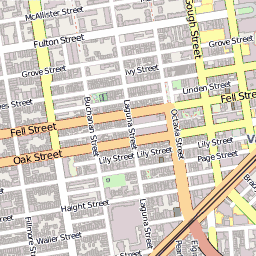 McAllister Street
Fulton Street
Gough Street
Grove Street
Grove Street
Ivy Street
Linden Street
Fell Street
Buchanan Street
Laguna Street
Octavia Street
Fell Street
Oak Street
Lily Street
Lily Street
Lily Street
Page Street
Haight Street
Laguna Street
Fillmore Street
Waller Street